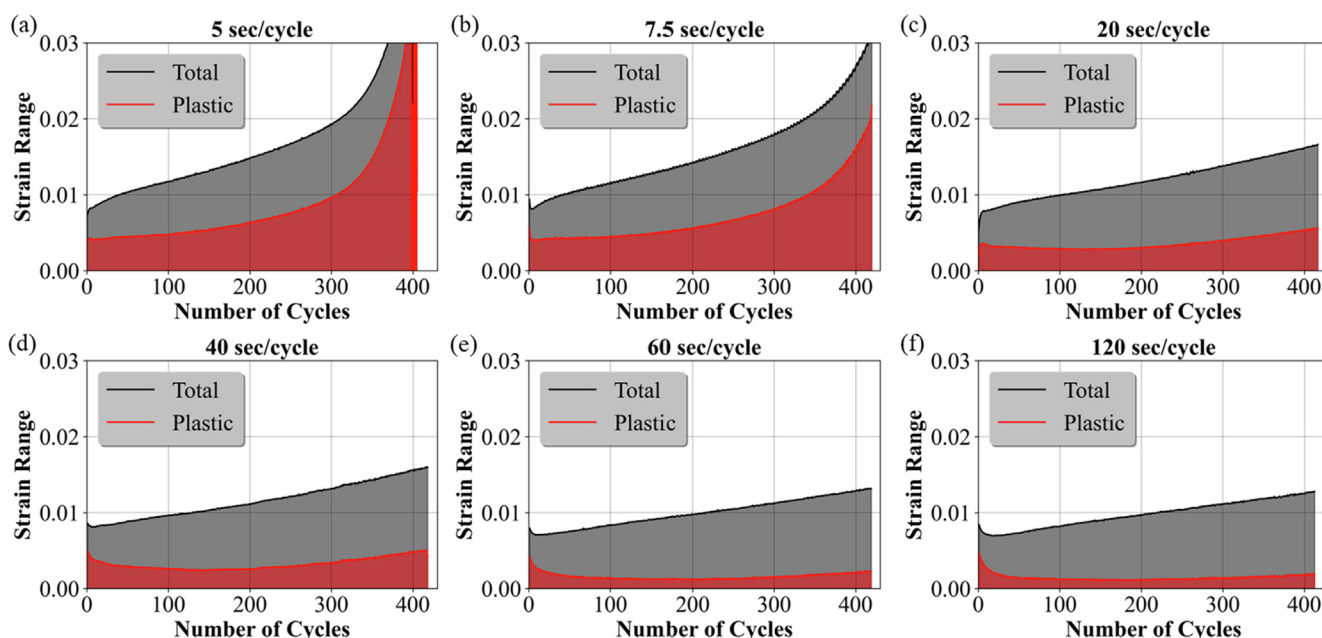 (a)
5 sec/cycle
Strain Range
0.03
0.02
0.01
0.00
Total
Plastic
0
100
200
300
400
Number of Cycles
(b)
7.5 sec/cycle
Strain Range
0.03
0.02
0.01
0.00
Total
Plastic
0
100
200
300
400
Number of Cycles
(c)
20 sec/cycle
Strain Range
0.03
0.02
0.01
0.00
Total
Plastic
0
100
200
300
400
Number of Cycles
(d)
40 sec/cycle
Strain Range
0.03
0.02
0.01
0.00
Total
Plastic
0
100
200
300
400
Number of Cycles
(e)
60 sec/cycle
Strain Range
0.03
0.02
0.01
0.00
Total
Plastic
0
100
200
300
400
Number of Cycles
(f)
120 sec/cycle
Strain Range
0.03
0.02
0.01
0.00
Total
Plastic
0
100
200
300
400
Number of Cycles